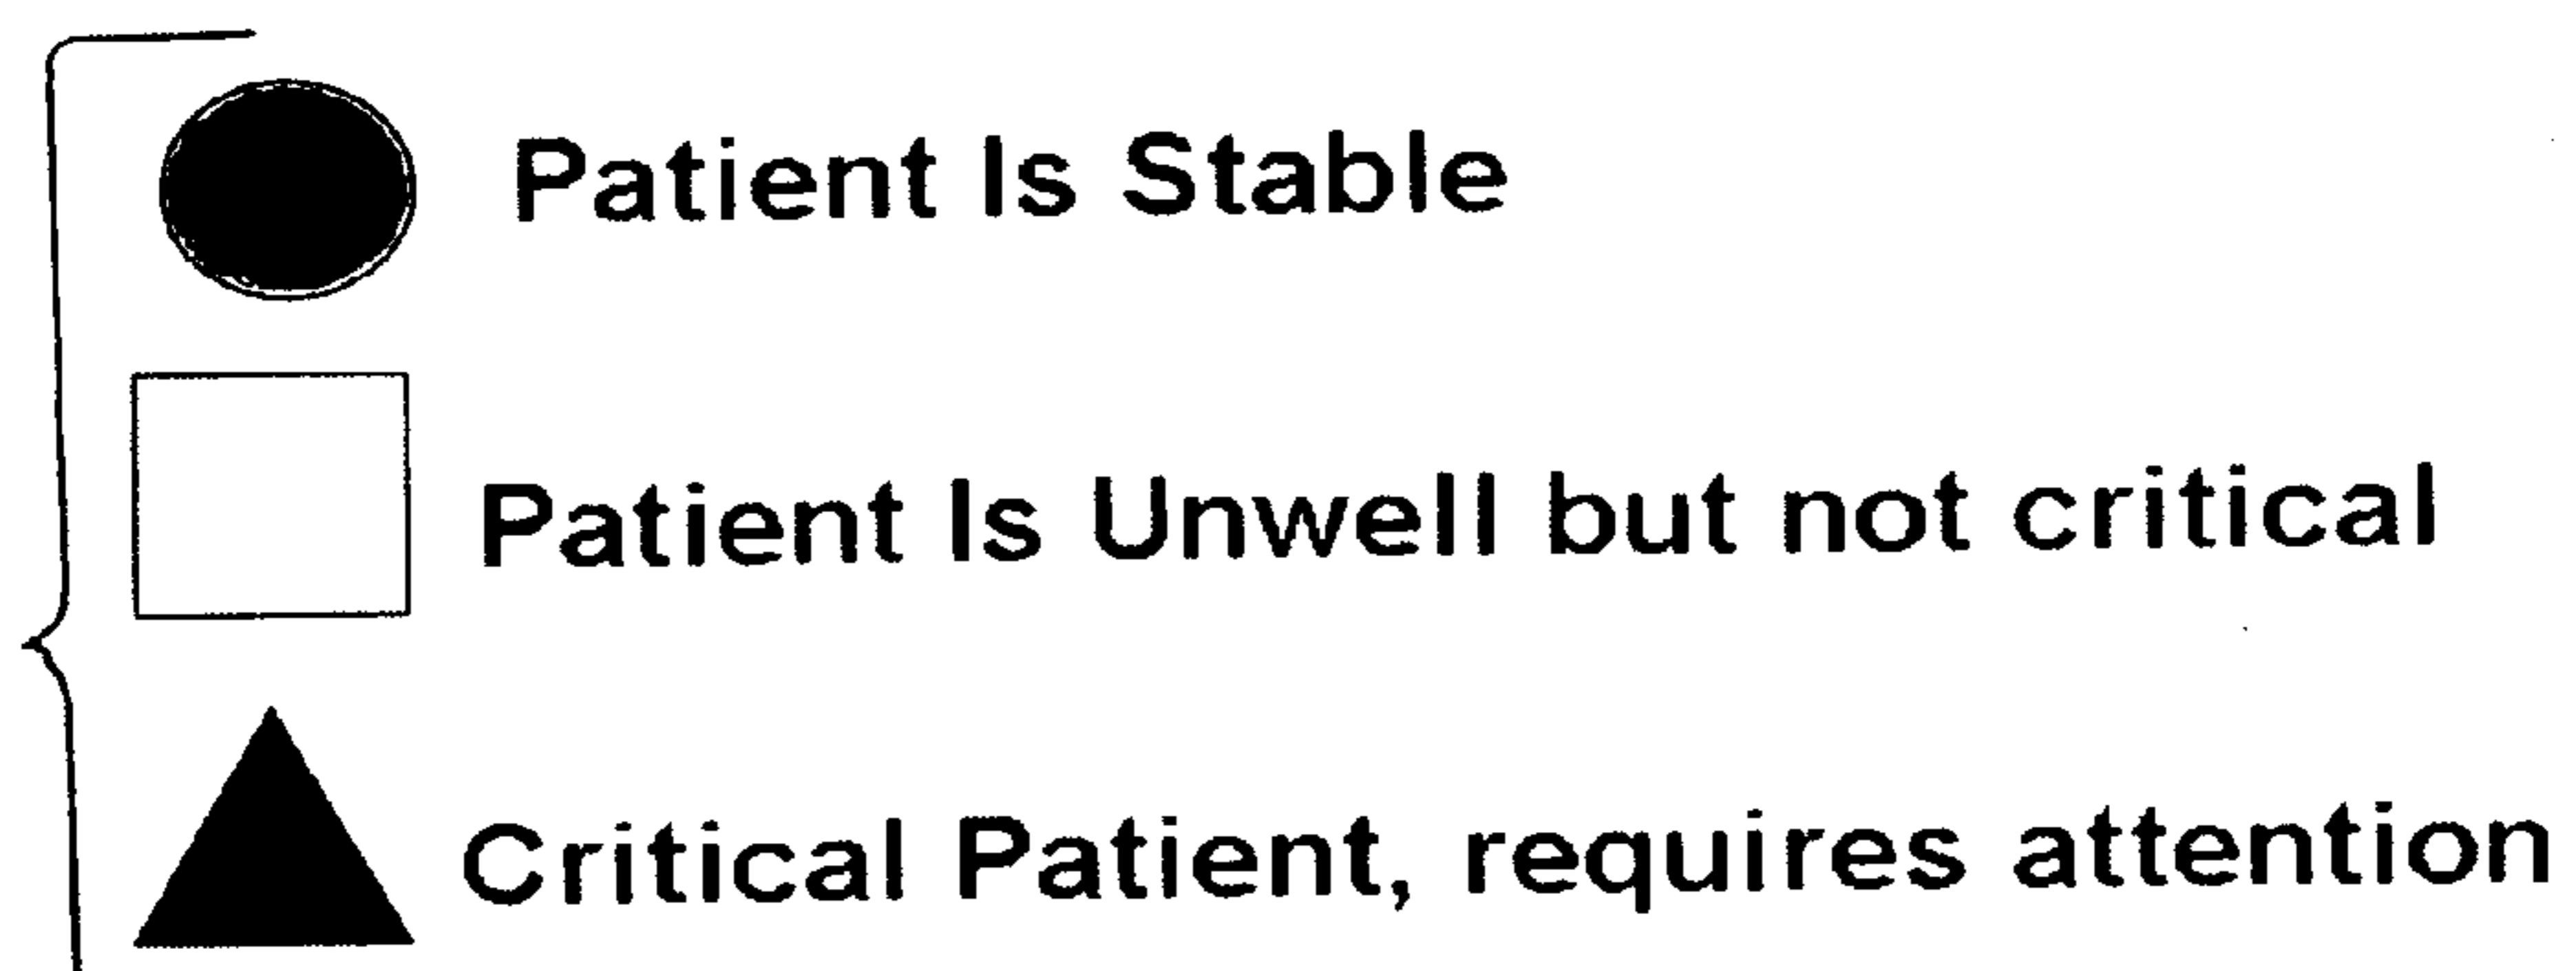 Patient Is Stable
Patient Is Unwell but not critical
Critical Patient, requires attention